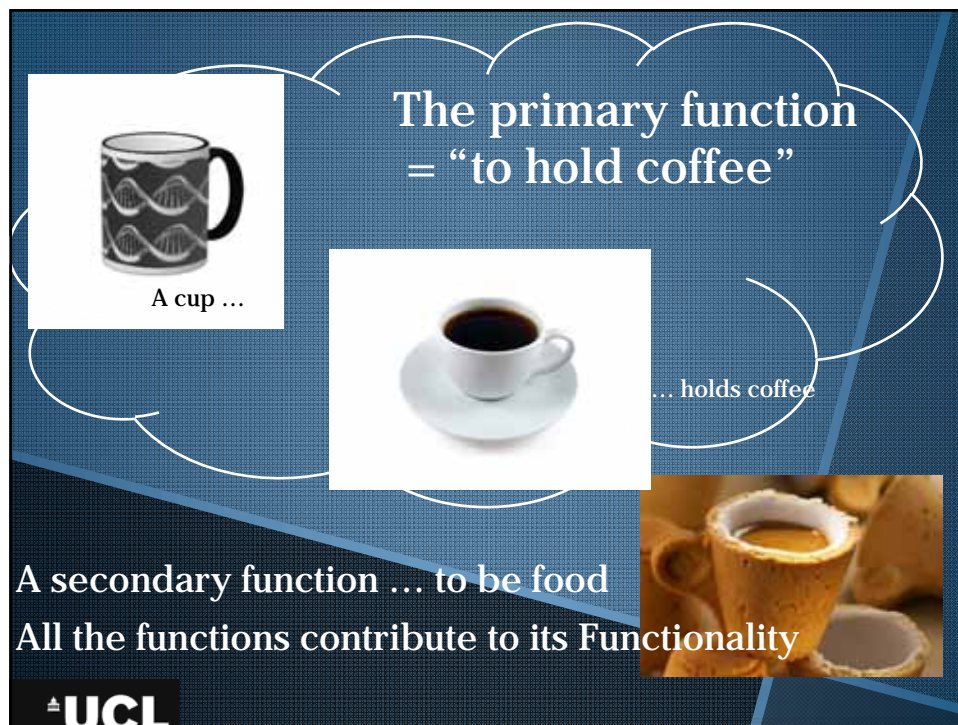 The primary function
= “to hold coffee”
A cup …
… holds coffee
A secondary function … to be food
All the functions contribute to its Functionality
UCL